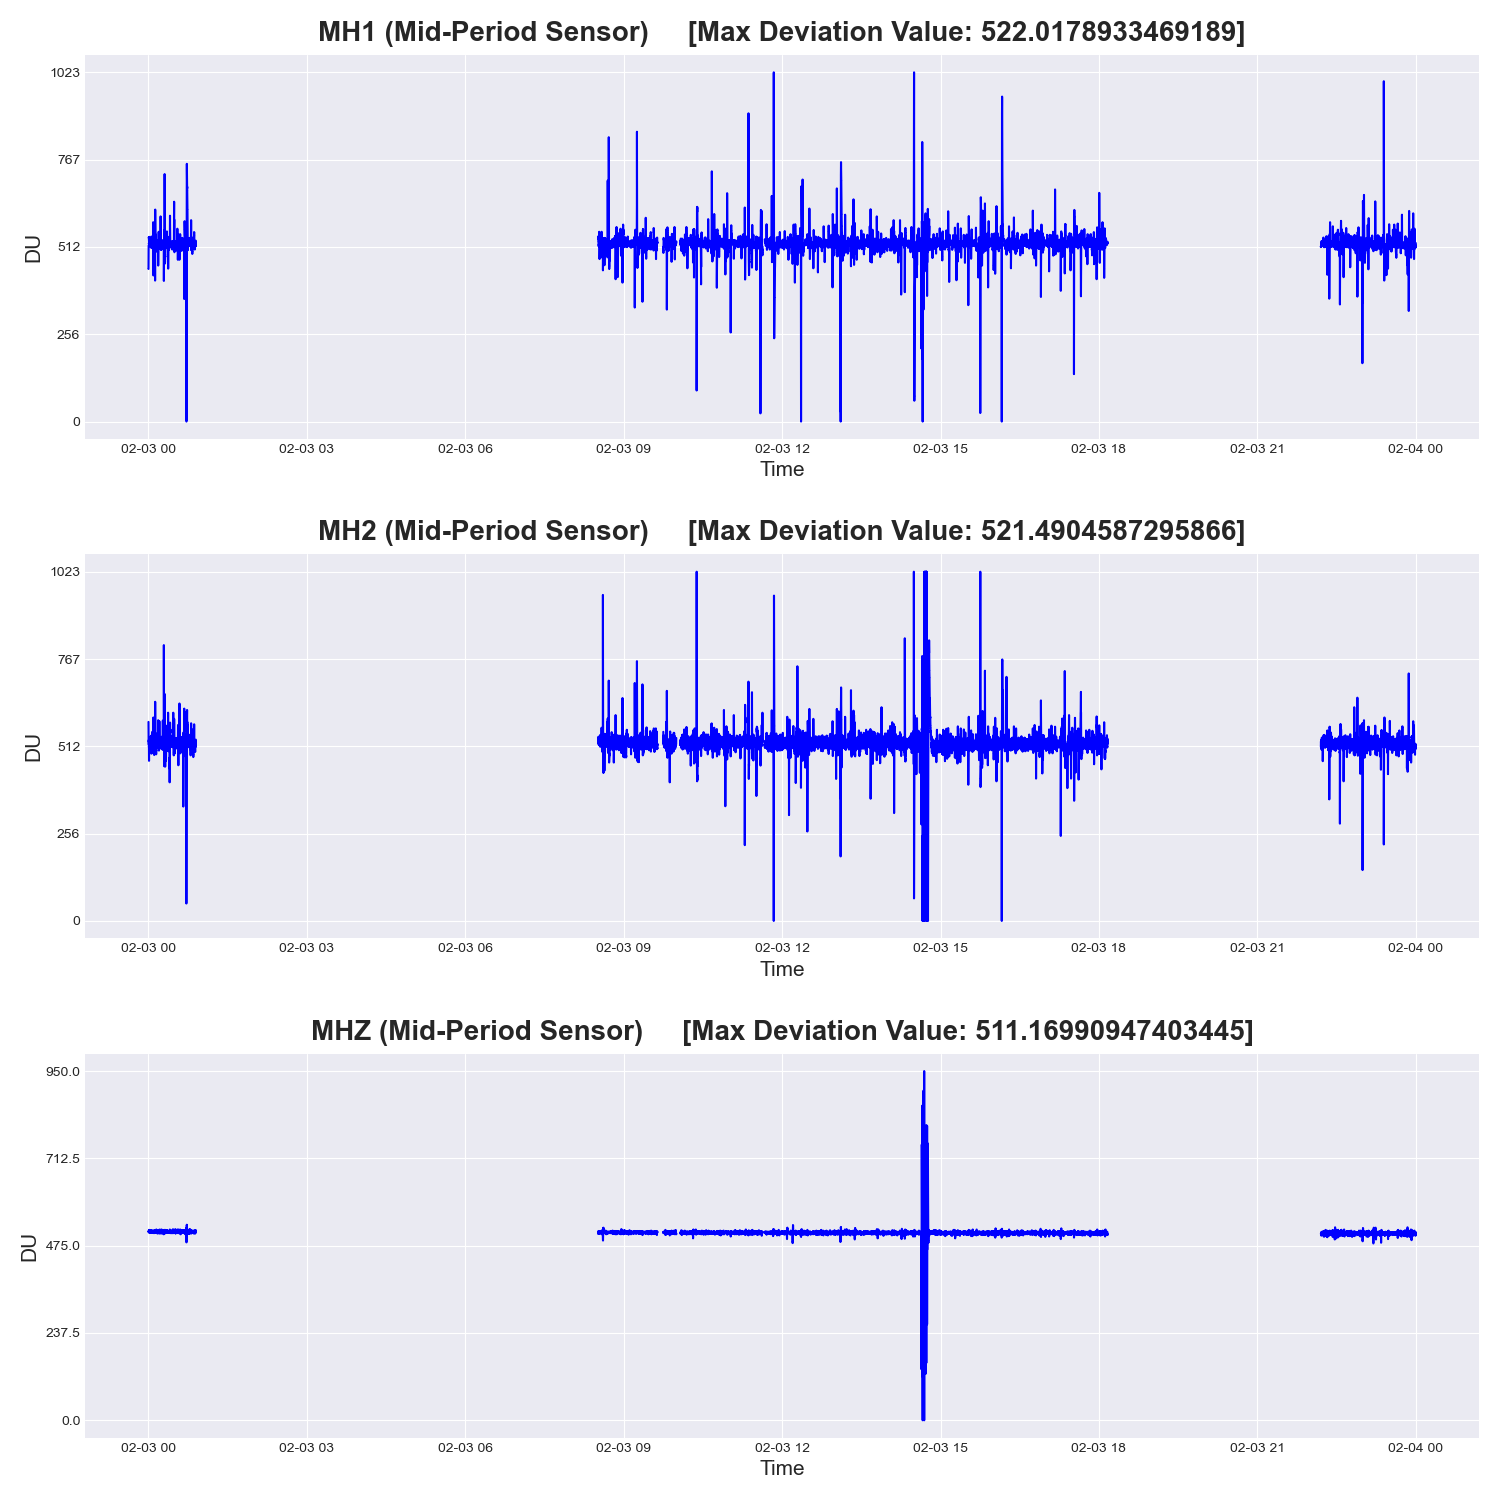 MH1 (Mid-Period Sensor) [Max Deviation Value: 522.0178933469189]
1023
767
512
256
0
DU
02-03 00 02-03 03 02-03 06 02-03 09 02-03 12 02-03 15 02-03 18 02-03 21 02-04 00
Time
MH2 (Mid-Period Sensor) [Max Deviation Value: 521.4904587295866]
1023
767
512
256
0
DU
02-03 00 02-03 03 02-03 06 02-03 09 02-03 12 02-03 15 02-03 18 02-03 21 02-04 00
Time
MHZ (Mid-Period Sensor) [Max Deviation Value: 511.16990947403445]
950.0
712.5
475.0
237.5
0.0
DU
02-03 00 02-03 03 02-03 06 02-03 09 02-03 12 02-03 15 02-03 18 02-03 21 02-04 00
Time